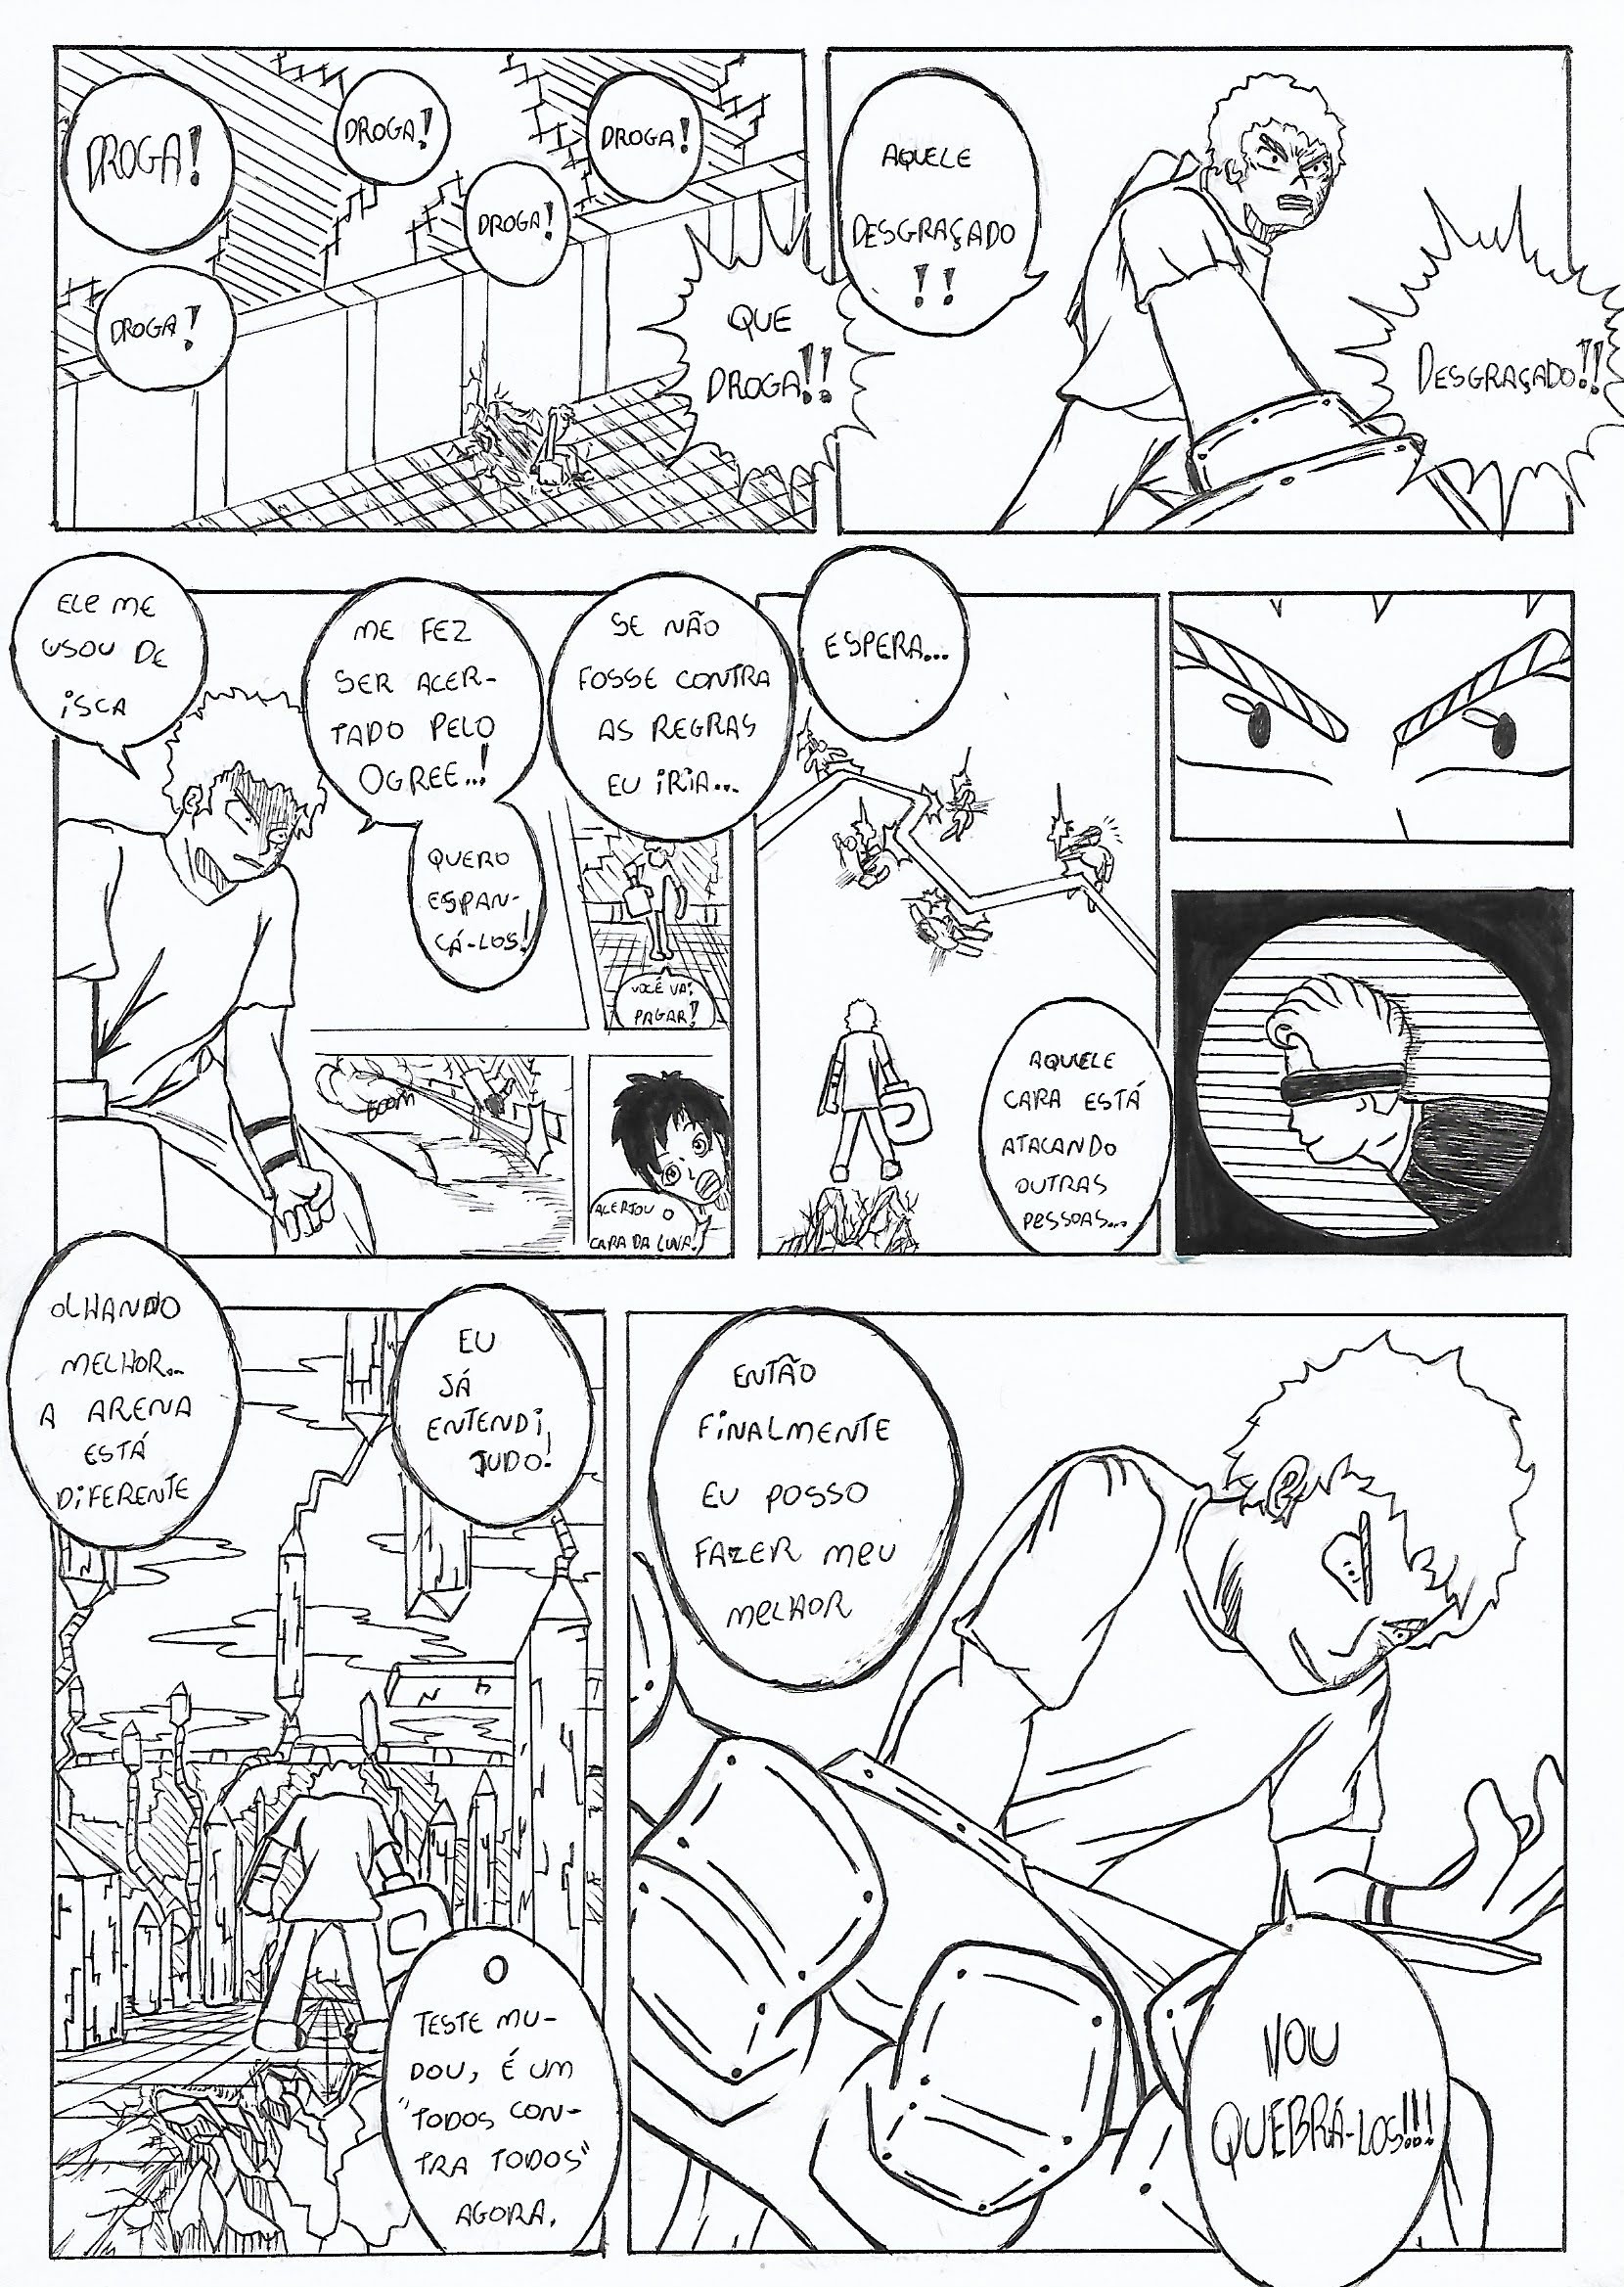 DROGA!
DROGA!
DROGA!
DROGA!
DROGA!
QUE
DROGA!!
AQUELE
DESGRAÇADO
!!
DESGRAÇADO!!
ELE ME
USOU DE
ISCA
ME FEZ
SER ACER-
TADO PELO
OGREE...!
QUERO
ESPAN-
CÁ-LOS!
SE NÃO
FOSSE CONTRA
AS REGRAS
EU IRIA...
VOCÊ VAI
PAGAR!
BOOM
ACERTOU O
CARA DA LUVA!
ESPERA...
AQUELE
CARA ESTÁ
ATACANDO
OUTRAS
PESSOAS...
OLHANDO
MELHOR...
A ARENA
ESTÁ
DIFERENTE
EU
JÁ
ENTENDI
TUDO!
O
TESTE MU-
DOU, É UM
"TODOS CON-
TRA TODOS"
AGORA.
ENTÃO
FINALMENTE
EU POSSO
FAZER MEU
MELHOR
VOU
QUEBRÁ-LOS!!!